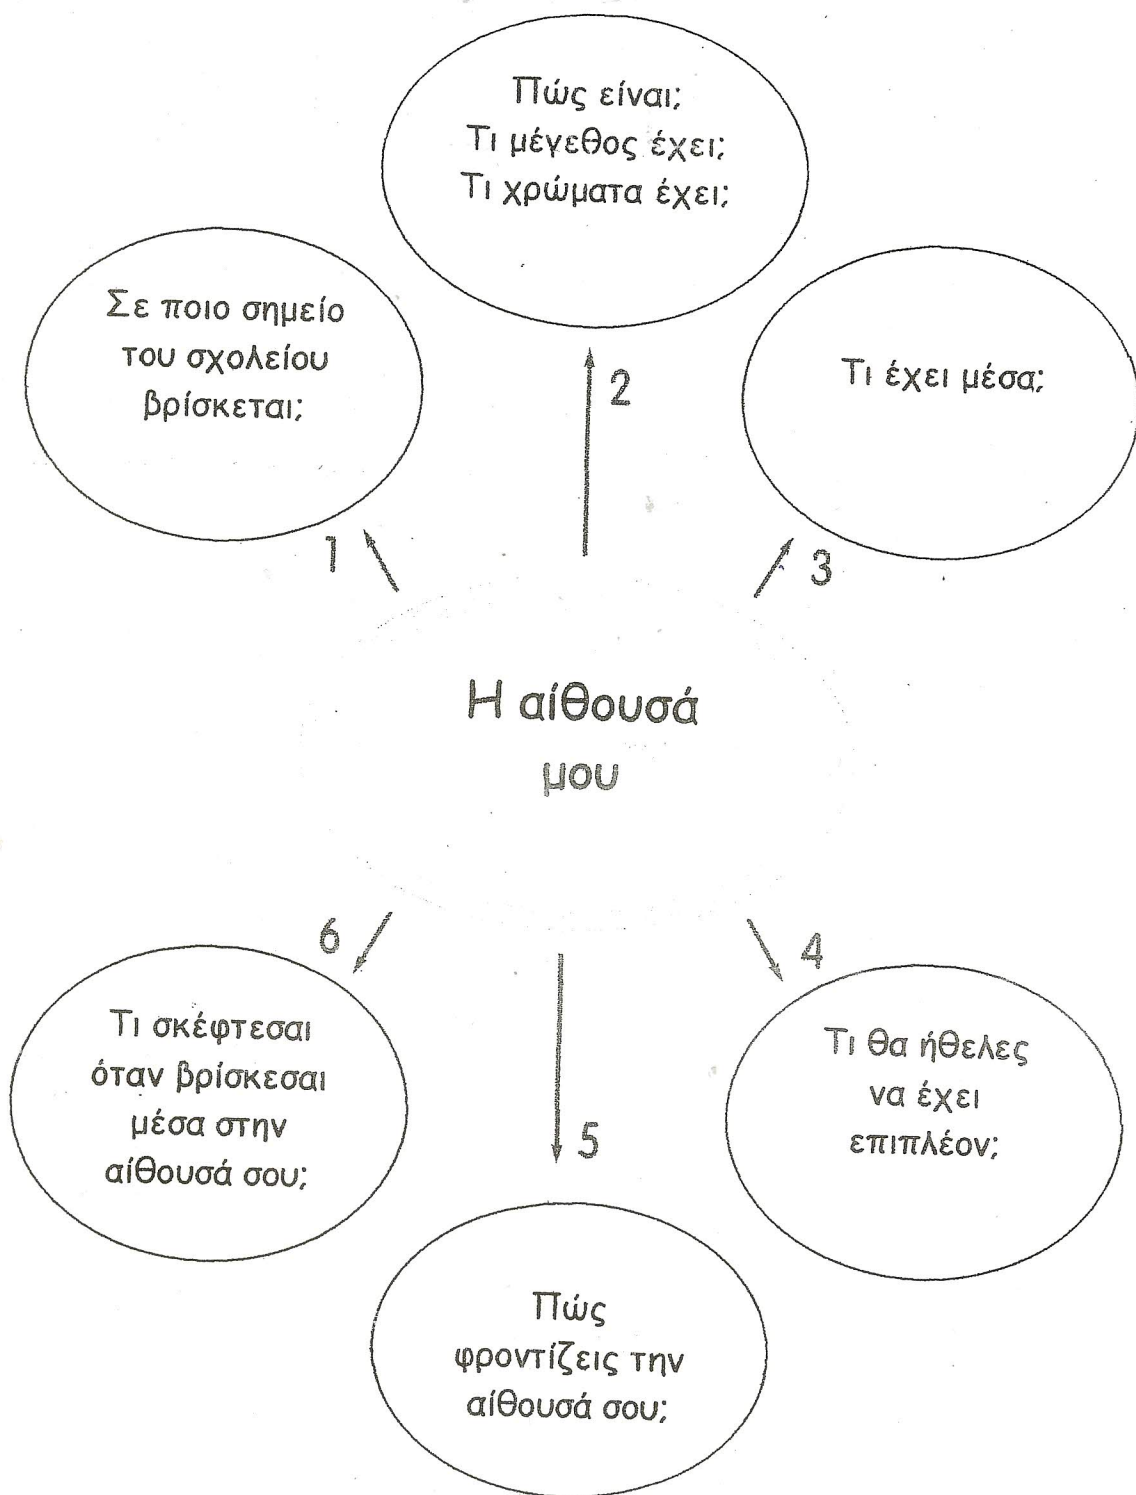 Η αίθουσά
μου
1
Σε ποιο σημείο
του σχολείου
βρίσκεται;
2
Πώς είναι;
Τι μέγεθος έχει;
Τι χρώματα έχει;
3
Τι έχει μέσα;
4
Τι θα ήθελες
να έχει
επιπλέον;
5
Πώς
φροντίζεις την
αίθουσά σου;
6
Τι σκέφτεσαι
όταν βρίσκεσαι
μέσα στην
αίθουσά σου;